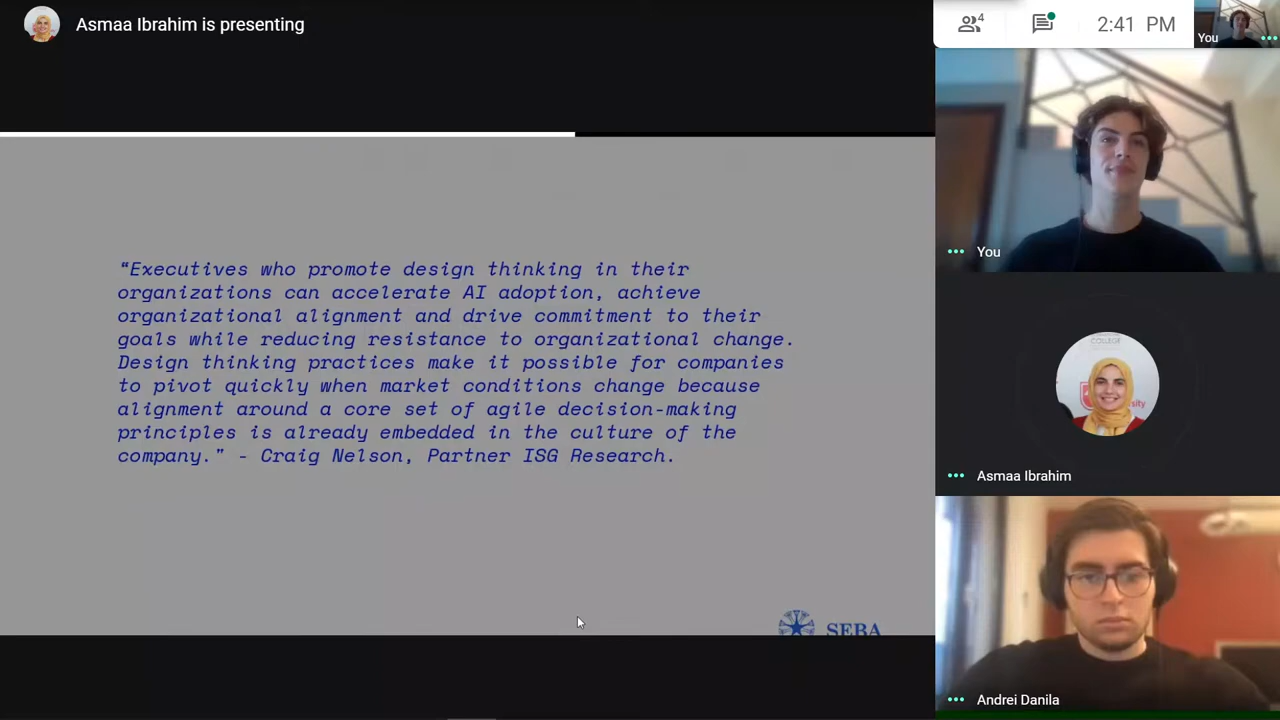 Asmaa Ibrahim is presenting
4
2:41 PM
You
“Executives who promote design thinking in their
organizations can accelerate AI adoption, achieve
organizational alignment and drive commitment to their
goals while reducing resistance to organizational change.
Design thinking practices make it possible for companies
to pivot quickly when market conditions change because
alignment around a core set of agile decision-making
principles is already embedded in the culture of the
company.” - Craig Nelson, Partner ISG Research.
SEBA
You
COLLEGE
Asmaa Ibrahim
Andrei Danila